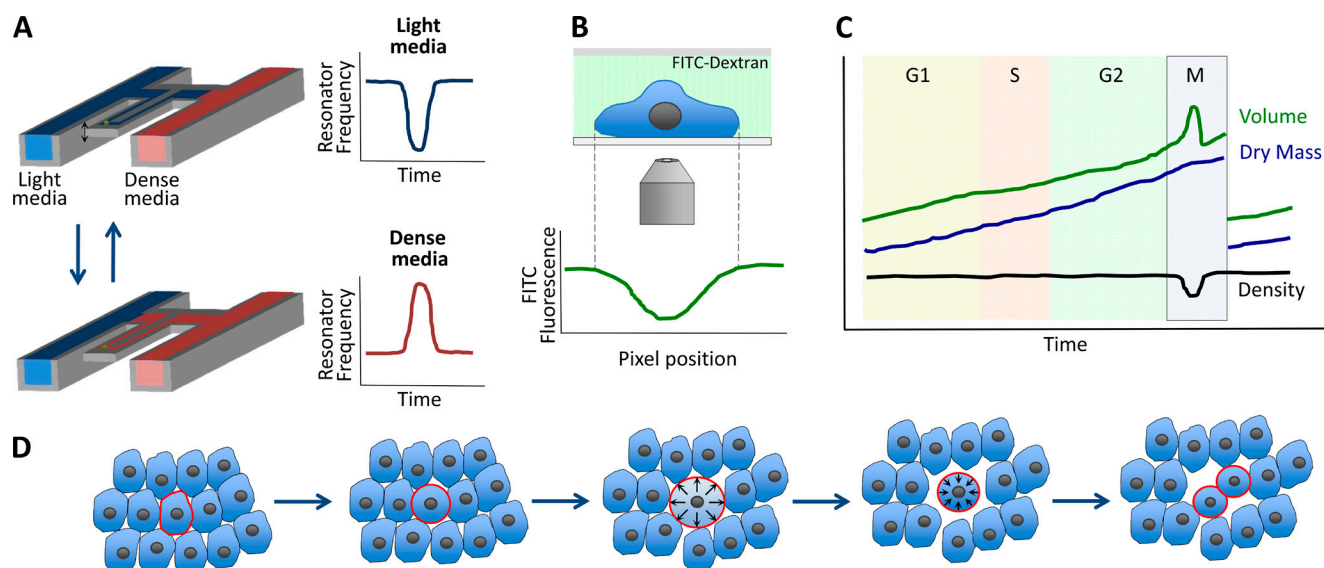 A
Light
media
Resonator
Frequency
Time
Light
media
Dense
media
Dense
media
Resonator
Frequency
Time
B
FITC-Dextran
FITC
Fluorescence
Pixel position
C
G1
S
G2
M
Volume
Dry Mass
Density
Time
D